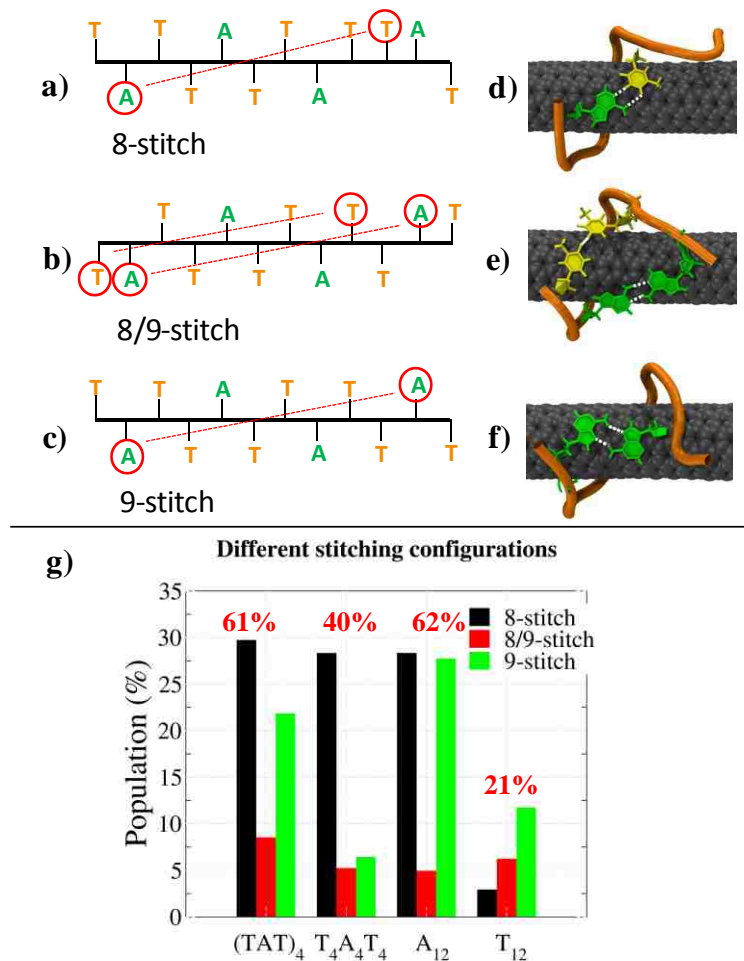 T T A T T T A
a)
A T T A T
8-stitch
d)
T A T T A T
b)
T A T T A T
8/9-stitch
e)
T T A T T A
c)
A T T A T T
9-stitch
f)
g)
Different stitching configurations
35
30
25
20
15
10
5
0
Population (%)
61%
40%
62%
21%
8-stitch
8/9-stitch
9-stitch
(TAT)4 T4A4T4 A12 T12